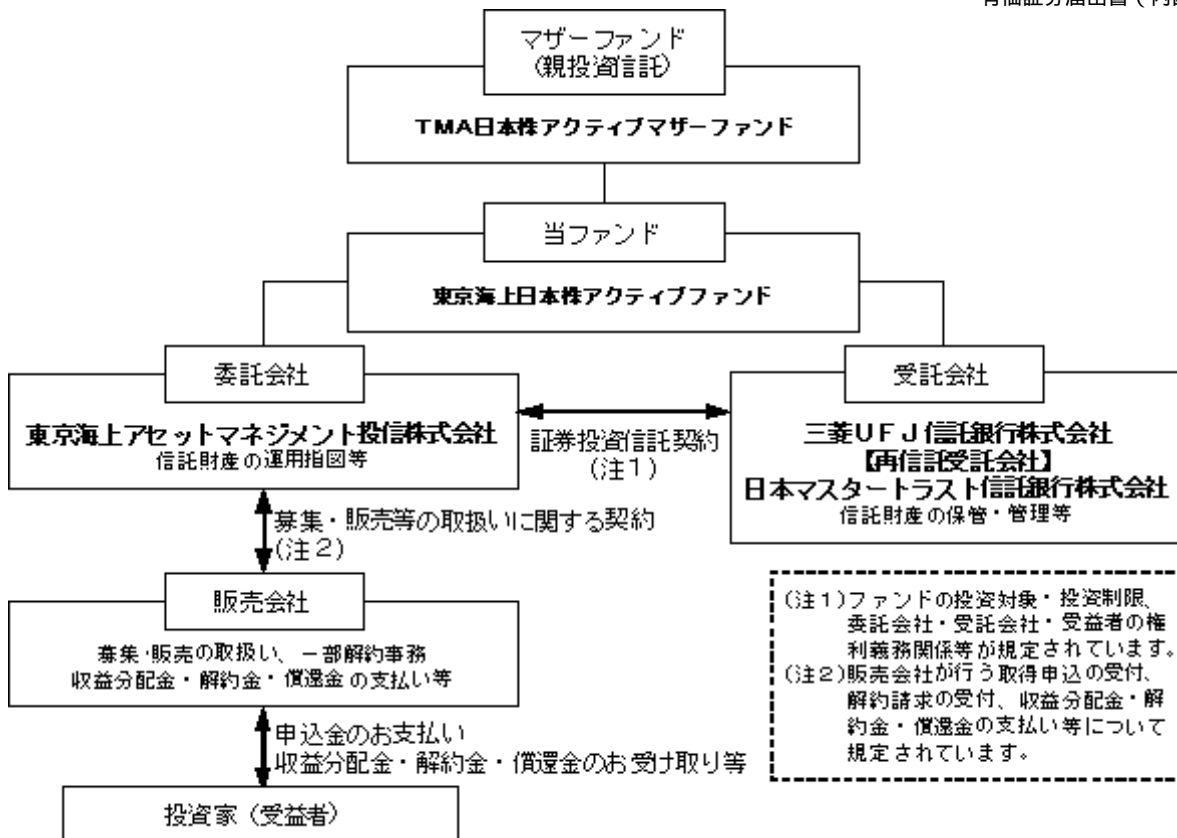 マザーファンド
(親投資信託)
TMA日本株アクティブマザーファンド
当ファンド
東京海上日本株アクティブファンド
委託会社
東京海上アセットマネジメント投信株式会社
信託財産の運用指図等
証券投資信託契約
(注1)
受託会社
三菱UFJ信託銀行株式会社
【再信託受託会社】
日本マスタートラスト信託銀行株式会社
信託財産の保管・管理等
募集・販売等の取扱いに関する契約
(注2)
販売会社
募集・販売の取扱い、一部解約事務
収益分配金・解約金・償還金の支払い等
申込金のお支払い
収益分配金・解約金・償還金のお受け取り等
投資家(受益者)
(注1)ファンドの投資対象・投資制限、
委託会社・受託会社・受益者の権
利義務関係等が規定されています。
(注2)販売会社が行う取得申込の受付、
解約請求の受付、収益分配金・解
約金・償還金の支払い等について
規定されています。